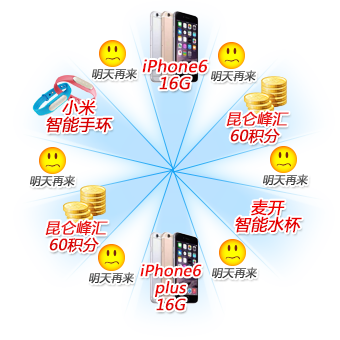 iPhone6
16G
明天再来
昆仑峰汇
60积分
明天再来
麦开
智能水杯
明天再来
iPhone6
plus
16G
明天再来
昆仑峰汇
60积分
明天再来
小米
智能手环
明天再来